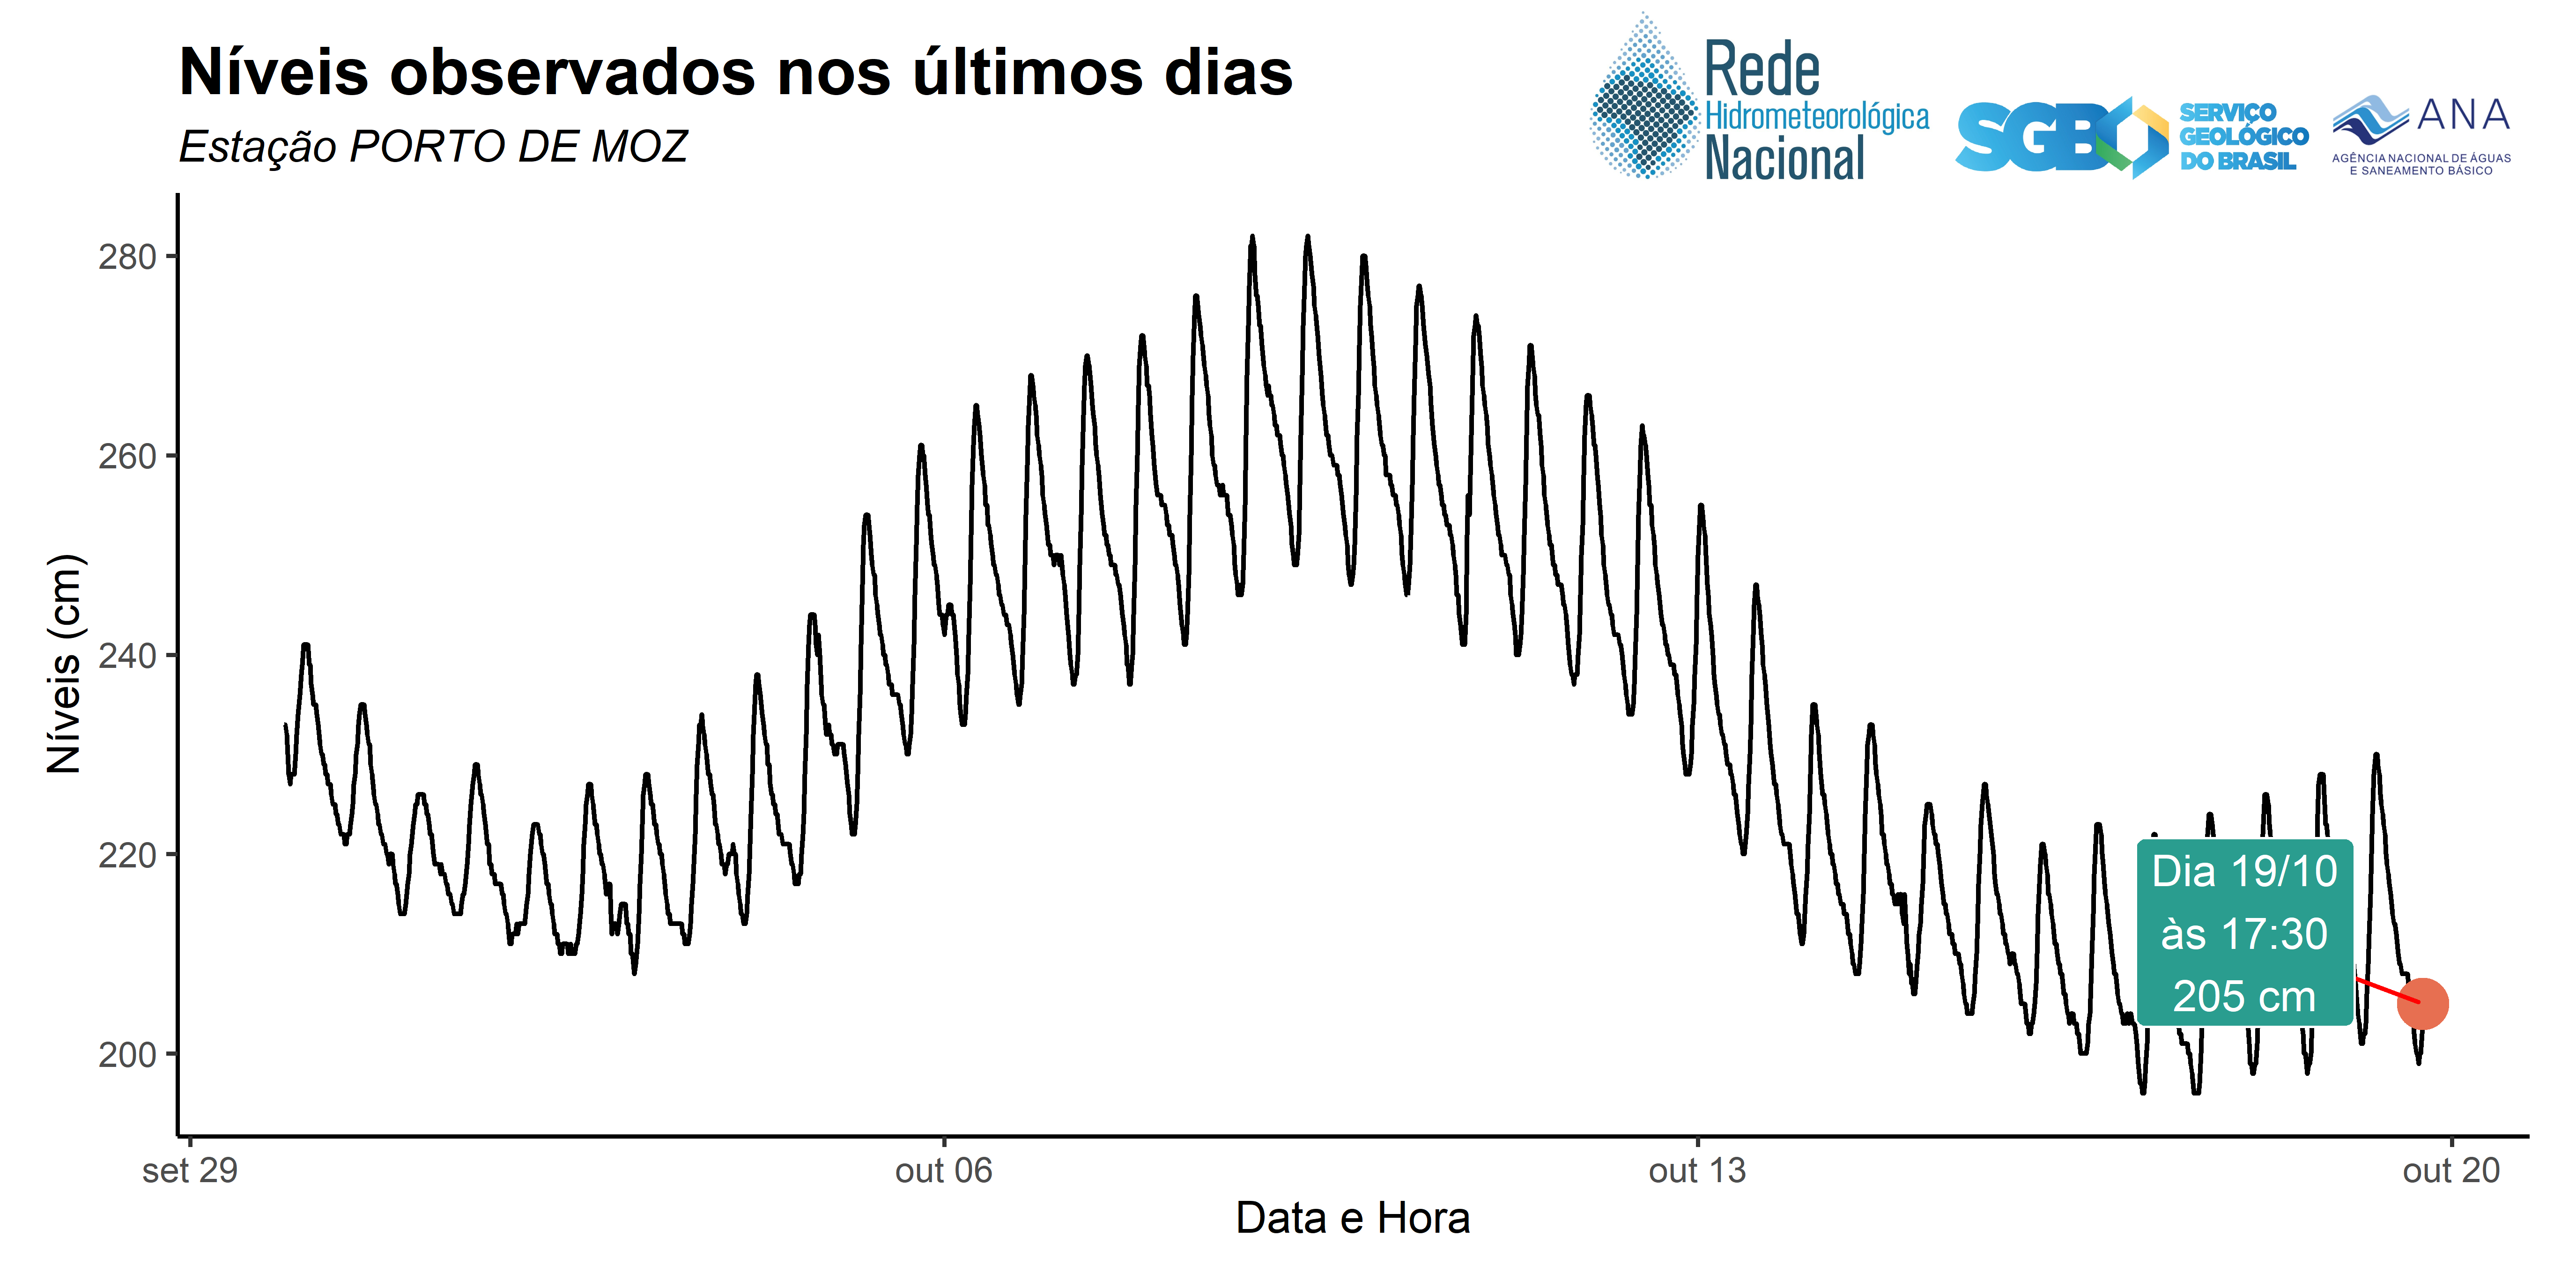 Níveis observados nos últimos dias
Estação PORTO DE MOZ
Rede
Hidrometeorológica
Nacional
SGB
SERVIÇO
GEOLÓGICO
DO BRASIL
ANA
AGÊNCIA NACIONAL DE ÁGUAS
E SANEAMENTO BÁSICO
Níveis (cm)
280
260
240
220
200
Dia 19/10
às 17:30
205 cm
set 29
out 06
out 13
out 20
Data e Hora